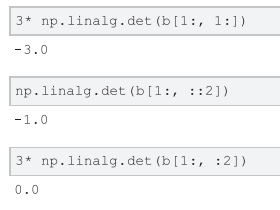 3* np.linalg.det(b[1:, 1:])
-3.0
np.linalg.det(b[1:, ::2])
-1.0
3* np.linalg.det(b[1:, :2])
0.0